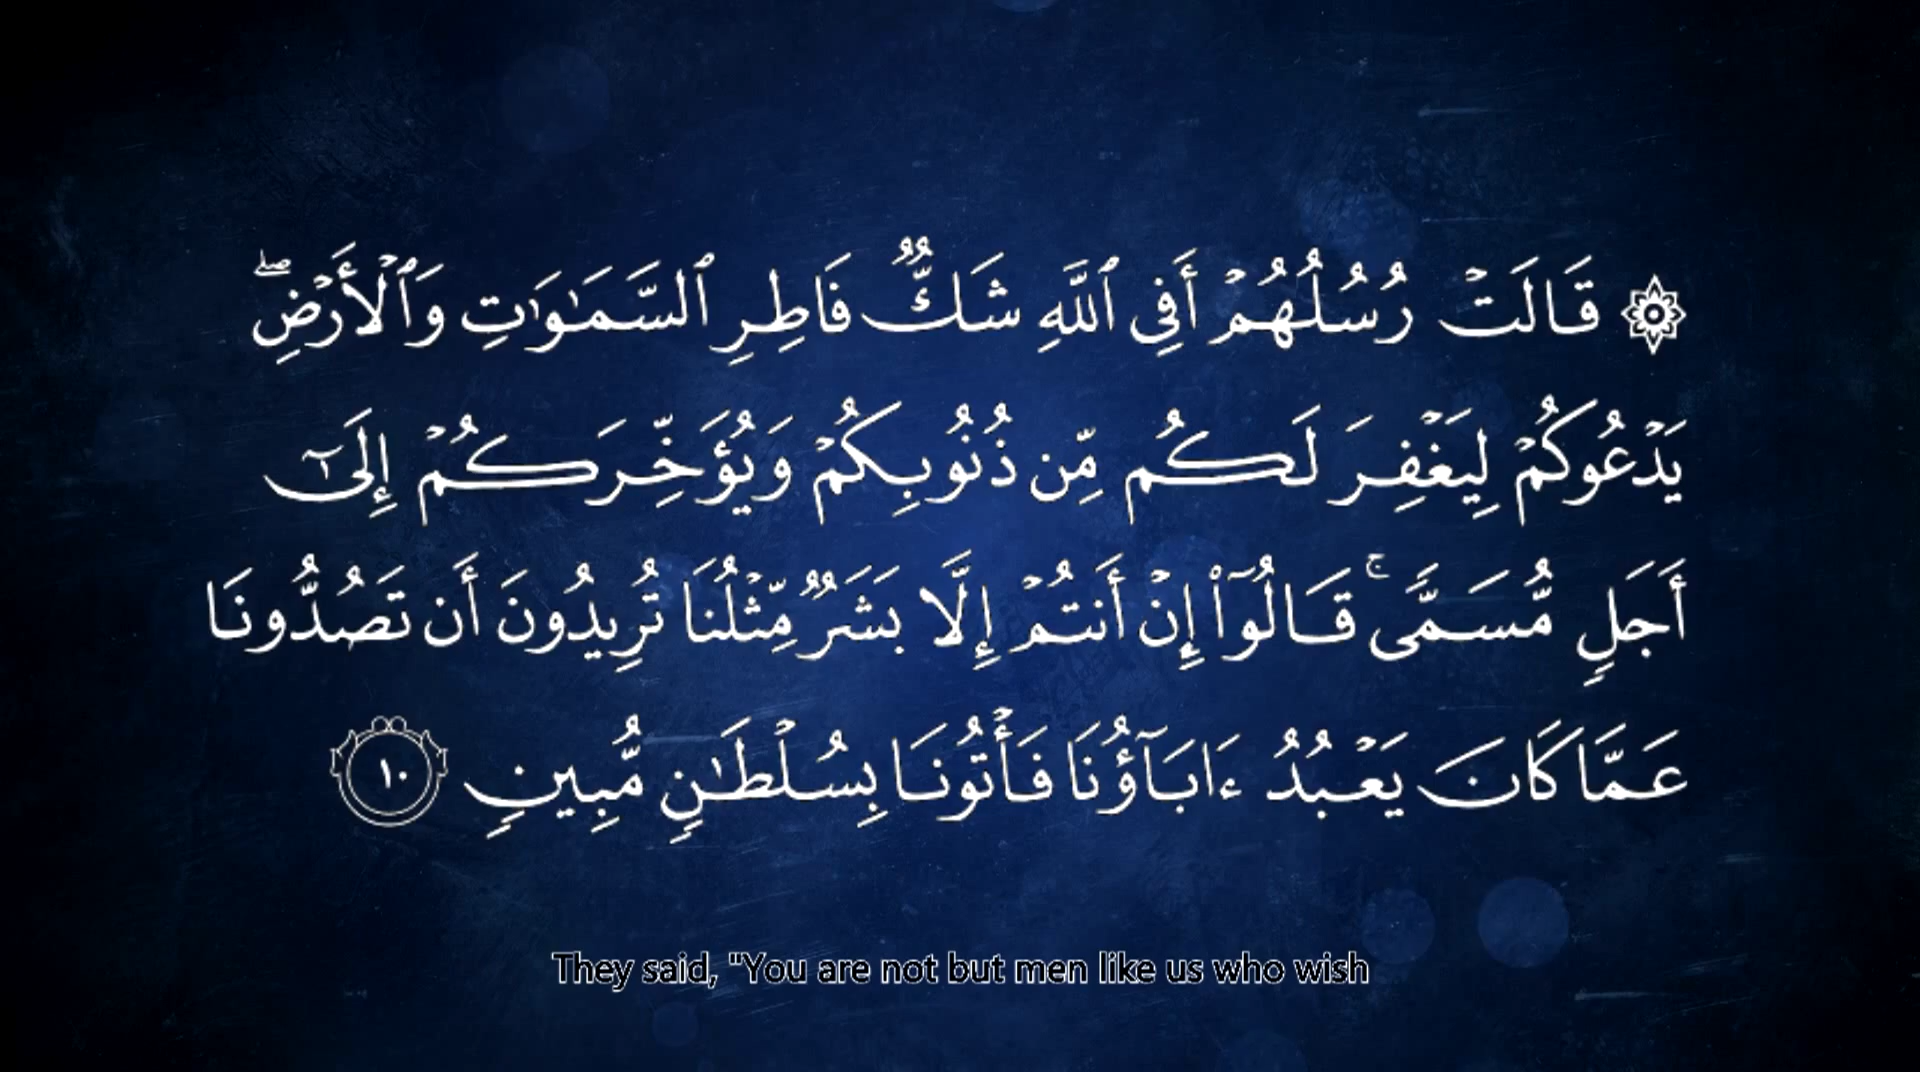 ۞ قَالَتۡ رُسُلُهُمۡ أَفِي ٱللَّهِ شَكّٞ فَاطِرِ ٱلسَّمَٰوَٰتِ وَٱلۡأَرۡضِۖ
يَدۡعُوكُمۡ لِيَغۡفِرَ لَكُم مِّن ذُنُوبِكُمۡ وَيُؤَخِّرَكُمۡ إِلَىٰٓ
أَجَلٖ مُّسَمّٗىۚ قَالُوٓاْ إِنۡ أَنتُمۡ إِلَّا بَشَرٞ مِّثۡلُنَا تُرِيدُونَ أَن تَصُدُّونَا
عَمَّا كَانَ يَعۡبُدُ ءَابَآؤُنَا فَأۡتُونَا بِسُلۡطَٰنٖ مُّبِينٖ ١٠
They said, "You are not but men like us who wish